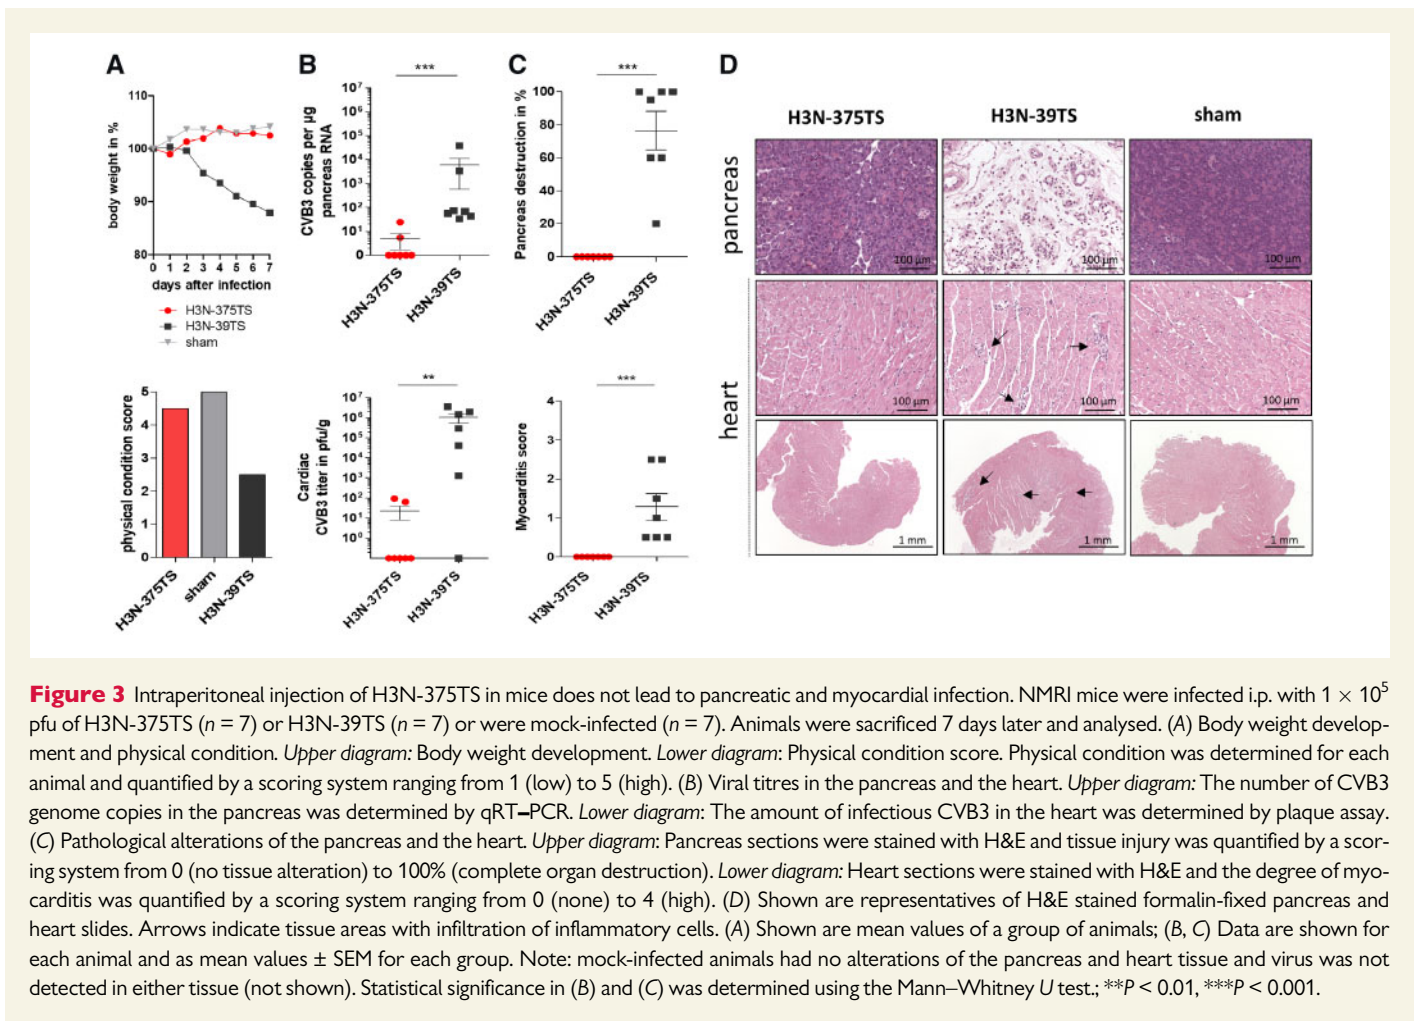 A
110
100
90
80
body weight in %
0 1 2 3 4 5 6 7
days after infection
H3N-375TS
H3N-39TS
sham
5
4
3
2
1
0
physical condition score
H3N-375TS
sham
H3N-39TS
B
***
10⁷
10⁶
10⁵
10⁴
10³
10²
10¹
0
CVB3 copies per µg
pancreas RNA
H3N-375TS
H3N-39TS
**
10⁷
10⁶
10⁵
10⁴
10³
10²
10¹
10⁰
Cardiac
CVB3 titer in pfu/g
H3N-375TS
H3N-39TS
C
***
100
80
60
40
20
0
Pancreas destruction in %
H3N-375TS
H3N-39TS
***
4
3
2
1
0
Myocarditis score
H3N-375TS
H3N-39TS
D
H3N-375TS H3N-39TS sham
pancreas
100 µm 100 µm 100 µm
heart
100 µm 100 µm 100 µm
1 mm 1 mm 1 mm
Figure 3 Intraperitoneal injection of H3N-375TS in mice does not lead to pancreatic and myocardial infection. NMRI mice were infected i.p. with 1 × 10⁵
pfu of H3N-375TS (n = 7) or H3N-39TS (n = 7) or were mock-infected (n = 7). Animals were sacrificed 7 days later and analysed. (A) Body weight develop-
ment and physical condition. Upper diagram: Body weight development. Lower diagram: Physical condition score. Physical condition was determined for each
animal and quantified by a scoring system ranging from 1 (low) to 5 (high). (B) Viral titres in the pancreas and the heart. Upper diagram: The number of CVB3
genome copies in the pancreas was determined by qRT–PCR. Lower diagram: The amount of infectious CVB3 in the heart was determined by plaque assay.
(C) Pathological alterations of the pancreas and the heart. Upper diagram: Pancreas sections were stained with H&E and tissue injury was quantified by a scor-
ing system from 0 (no tissue alteration) to 100% (complete organ destruction). Lower diagram: Heart sections were stained with H&E and the degree of myo-
carditis was quantified by a scoring system ranging from 0 (none) to 4 (high). (D) Shown are representatives of H&E stained formalin-fixed pancreas and
heart slides. Arrows indicate tissue areas with infiltration of inflammatory cells. (A) Shown are mean values of a group of animals; (B, C) Data are shown for
each animal and as mean values ± SEM for each group. Note: mock-infected animals had no alterations of the pancreas and heart tissue and virus was not
detected in either tissue (not shown). Statistical significance in (B) and (C) was determined using the Mann–Whitney U test.; **P < 0.01, ***P < 0.001.